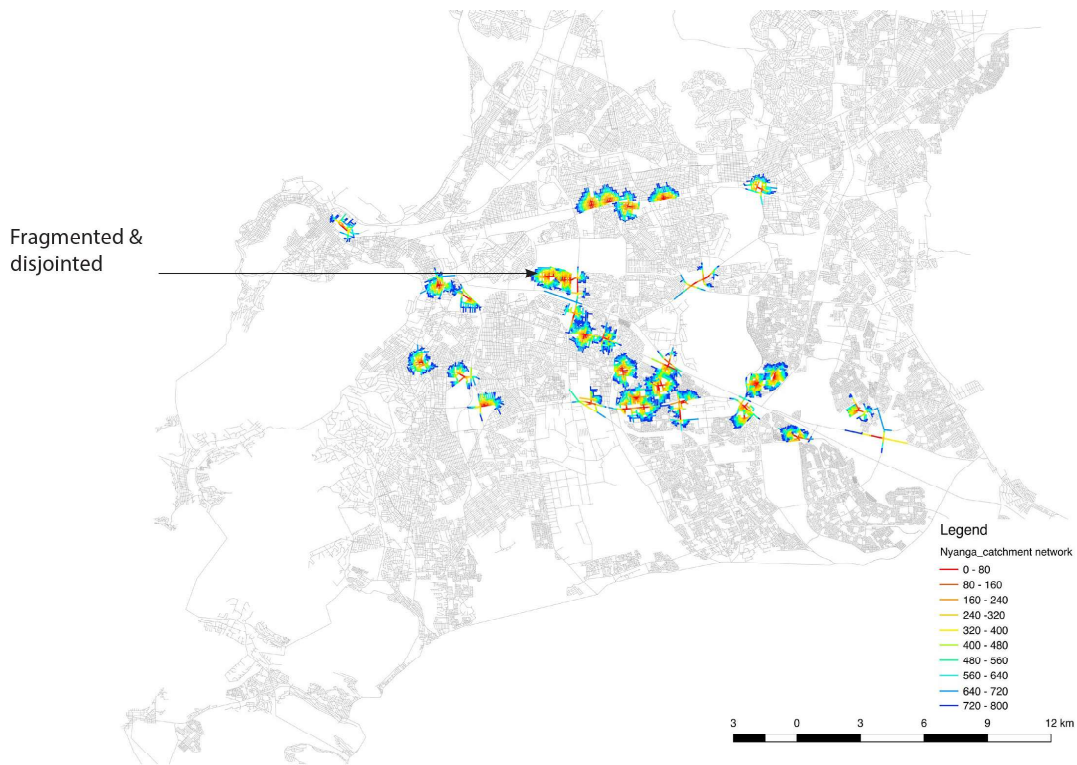 Fragmented &
disjointed
Legend
Nyanga_catchment network
0 - 80
80 - 160
160 - 240
240 -320
320 - 400
400 - 480
480 - 560
560 - 640
640 - 720
720 - 800
3 0 3 6 9 12 km